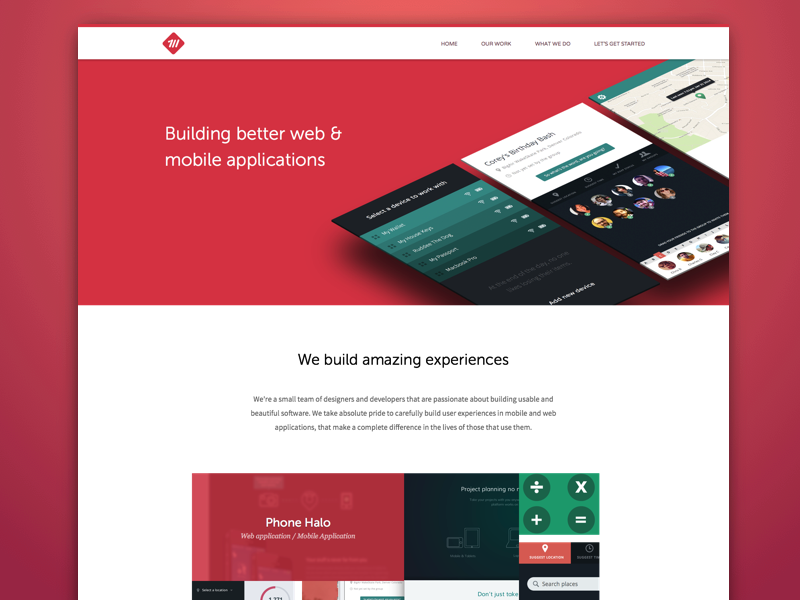 HOME OUR WORK WHAT WE DO LET'S GET STARTED
Building better web &
mobile applications
Corey's Birthday Bash
Select a device to work with
My Wallet
My House Keys
Ruddee The Dog
My Passport
Macbook Pro
Add new device
We build amazing experiences
We're a small team of designers and developers that are passionate about building usable and
beautiful software. We take absolute pride to carefully build user experiences in mobile and web
applications, that make a complete difference in the lives of those that use them.
Phone Halo
Web application / Mobile Application
Project planning no
÷ X
+ =
SUGGEST LOCATION
Select a location
Search places
Don't just take